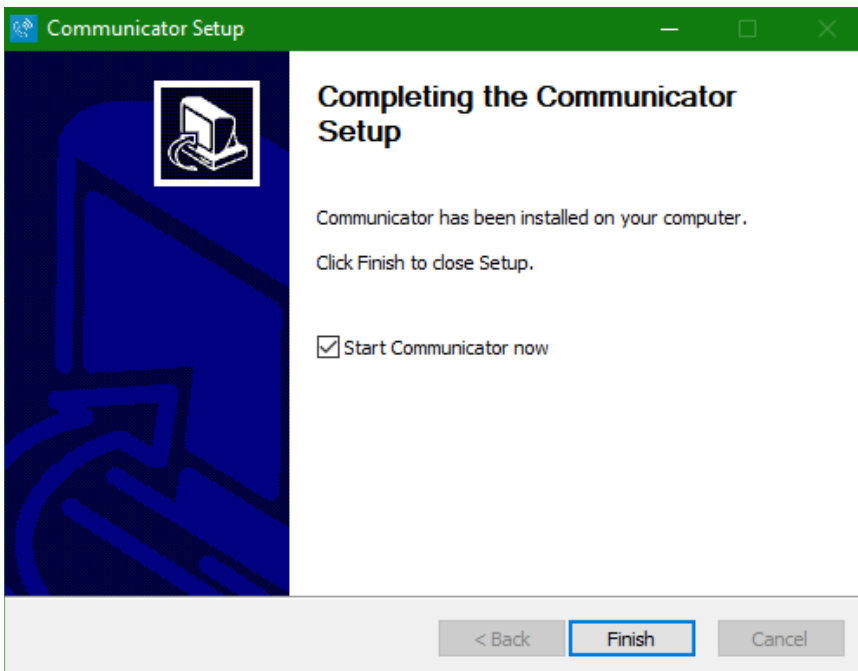 Communicator Setup
Completing the Communicator
Setup
Communicator has been installed on your computer.
Click Finish to close Setup.
Start Communicator now
< Back Finish Cancel